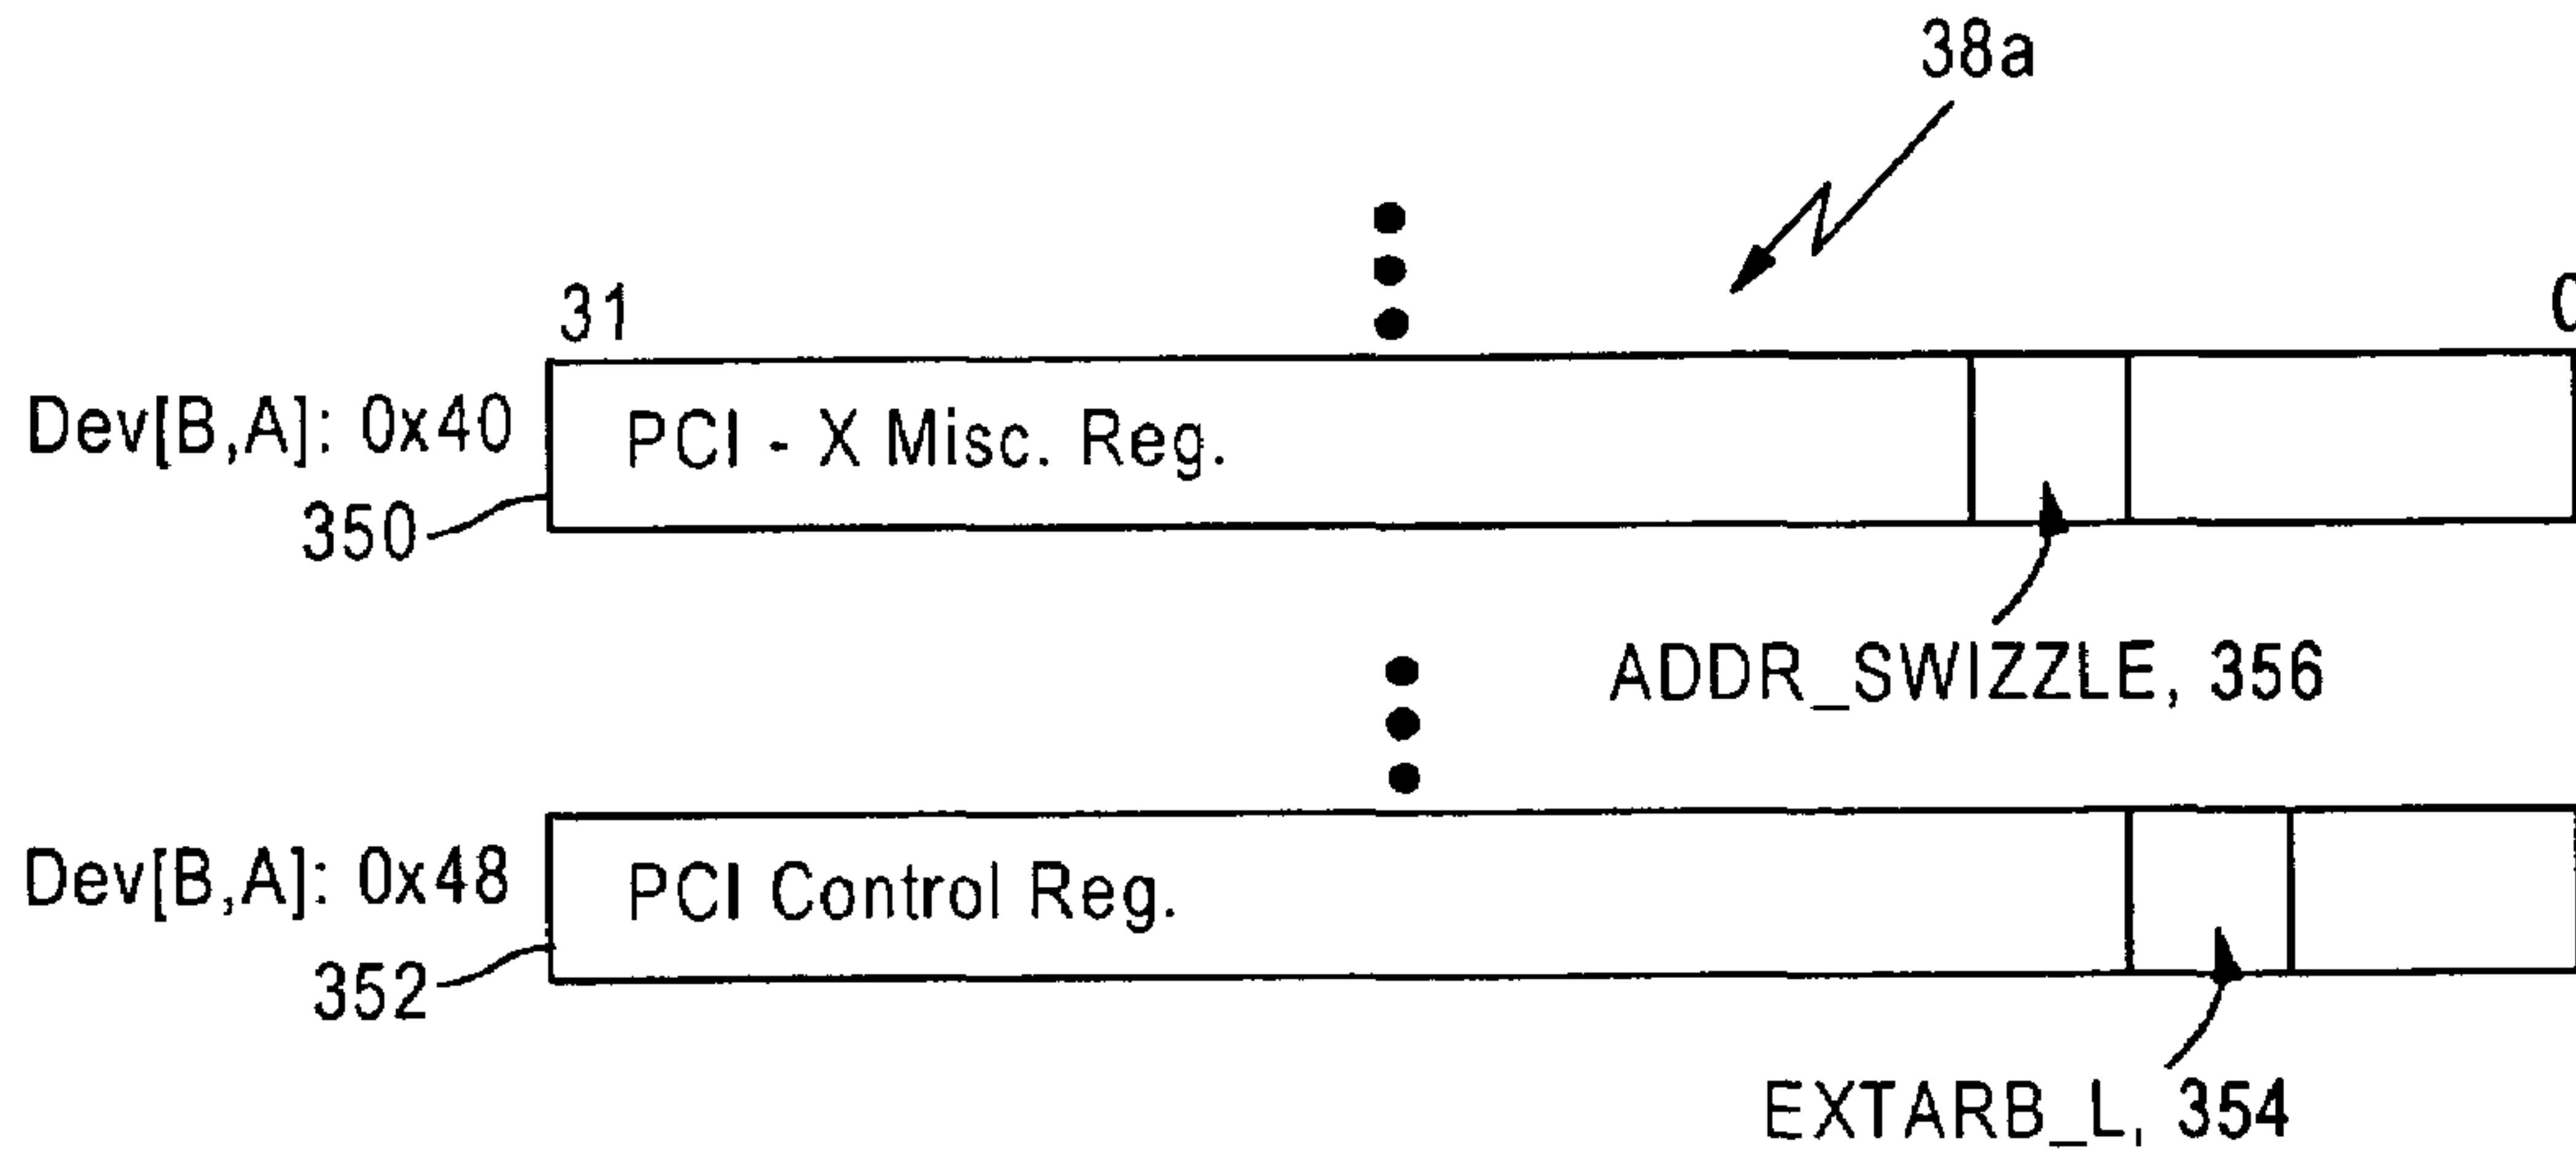 38a
31 0
Dev[B,A]: 0x40 PCI - X Misc. Reg.
350
ADDR_SWIZZLE, 356
Dev[B,A]: 0x48 PCI Control Reg.
352
EXTARB_L, 354